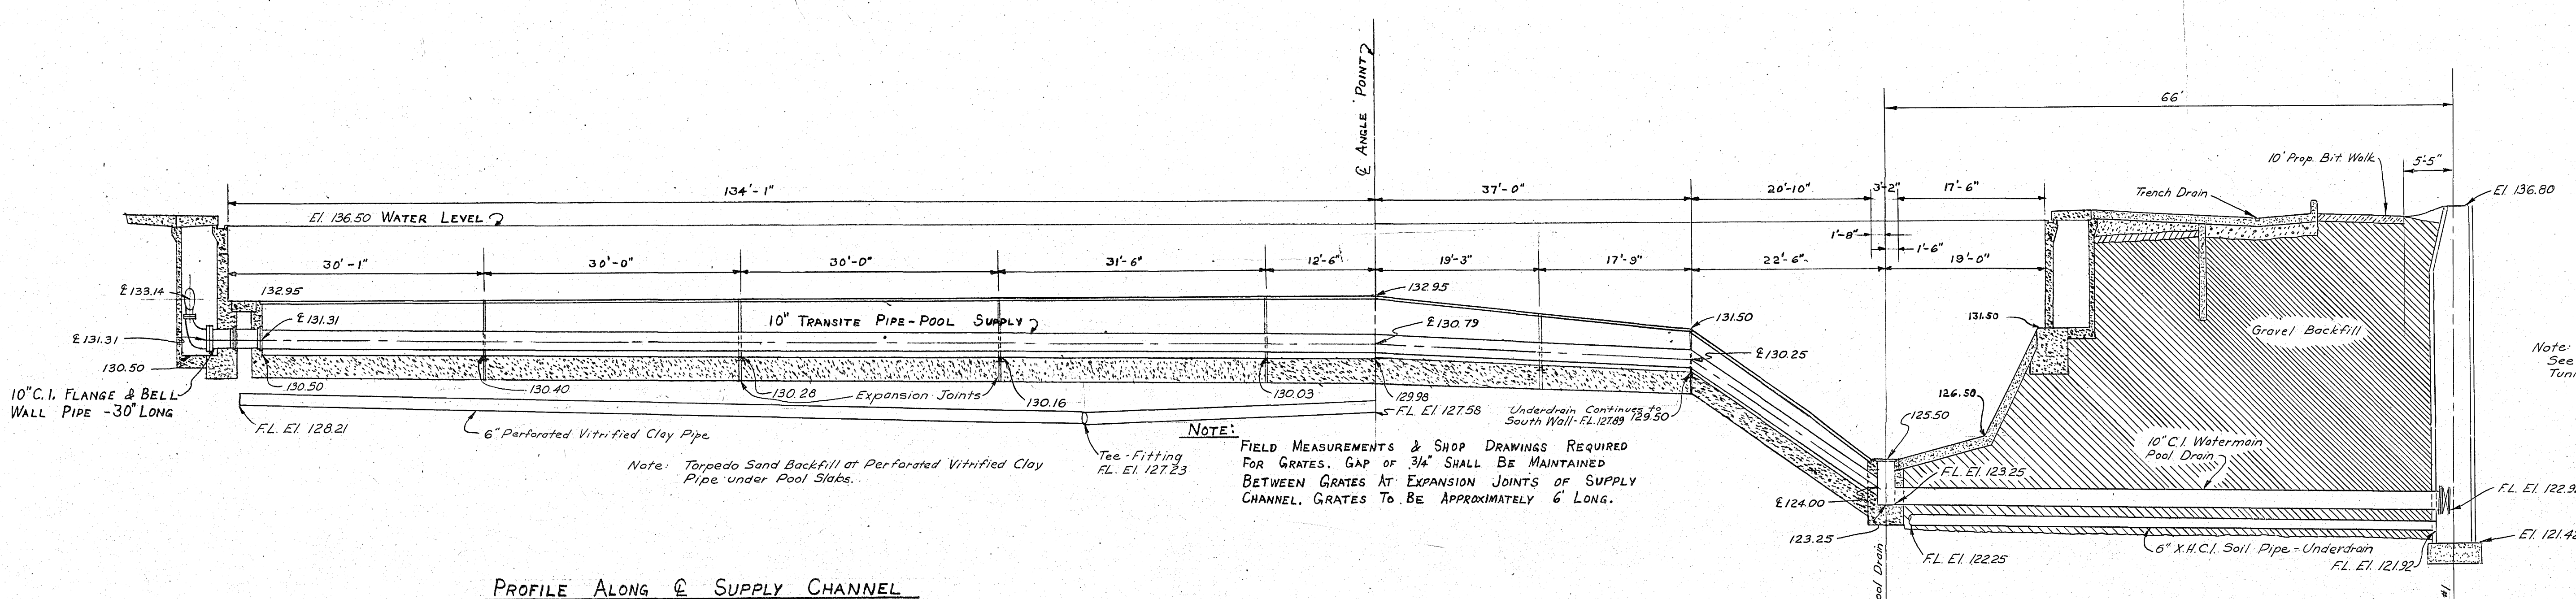 ℄ ANGLE POINT
66'
10' Prop. Bit. Walk
5'-5"
134'-1"
37'-0"
20'-10"
3'-2"
17'-6"
Trench Drain
El. 136.80
El. 136.50 WATER LEVEL
1'-8"
1'-6"
30'-1"
30'-0"
30'-0"
31'-6"
12'-6"
19'-3"
17'-9"
22'-6"
19'-0"
℄ 133.14
132.95
132.95
℄ 131.31
10" TRANSITE PIPE-POOL SUPPLY
℄ 130.79
131.50
131.50
Gravel Backfill
℄ 131.31
℄ 130.25
Note:
See
130.50
130.50
130.40
130.28
Expansion Joints
130.16
130.03
129.98
10" C.I. FLANGE & BELL
WALL PIPE -30" LONG
F.L. El. 127.58
Underdrain Continues to
South Wall-F.L. 127.89
129.50
126.50
125.50
F.L. El. 128.21
6" Perforated Vitrified Clay Pipe
Tee-Fitting
F.L. El. 127.23
Note: Torpedo Sand Backfill at Perforated Vitrified Clay
Pipe under Pool Slabs.
NOTE:
FIELD MEASUREMENTS & SHOP DRAWINGS REQUIRED
FOR GRATES. GAP OF 3/4" SHALL BE MAINTAINED
BETWEEN GRATES AT EXPANSION JOINTS OF SUPPLY
CHANNEL. GRATES TO BE APPROXIMATELY 6' LONG.
10" C.I. Watermain
Pool Drain
F.L. El. 123.25
℄ 124.00
F.L. El. 122.9
123.25
F.L. El. 122.25
6" X.H.C.I. Soil Pipe-Underdrain
F.L. El. 121.92
El. 121.42
Drain
#1
PROFILE ALONG ℄ SUPPLY CHANNEL